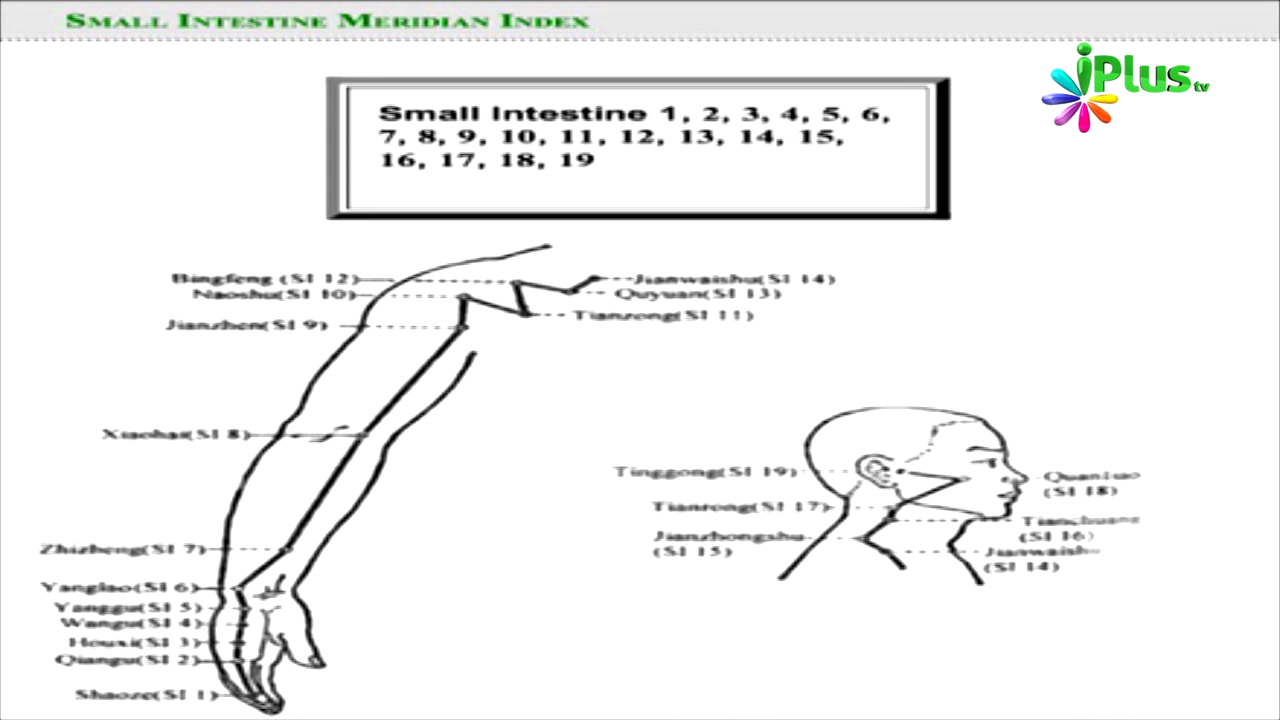 SMALL INTESTINE MERIDIAN INDEX
iPlus tv
Small Intestine 1, 2, 3, 4, 5, 6,
7, 8, 9, 10, 11, 12, 13, 14, 15,
16, 17, 18, 19
Bingfeng (SI 12)
Naoshu(SI 10)
Jianzhen(SI 9)
Jianwaishu(SI 14)
Quyuan(SI 13)
Tianzong(SI 11)
Xiaohai(SI 8)
Zhizheng(SI 7)
Yanglao(SI 6)
Yanggu(SI 5)
Wangu(SI 4)
Houxi(SI 3)
Qiangu(SI 2)
Shaoze(SI 1)
Tinggong(SI 19)
Tianrong(SI 17)
Jianzhongshu
(SI 15)
Quanliao
(SI 18)
Tianchuang
(SI 16)
Jianwaishu
(SI 14)